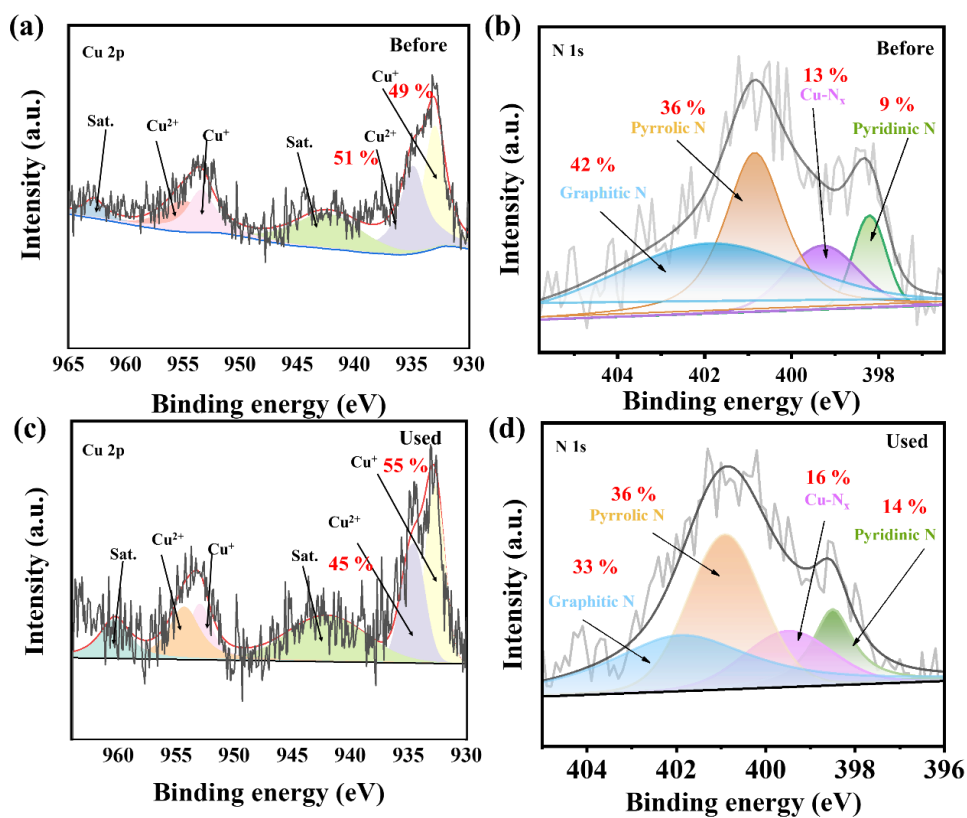 (a)
Cu 2p
Before
Cu⁺
49 %
Cu²⁺
51 %
Sat.
Cu²⁺
Cu⁺
Sat.
Intensity (a.u.)
965 960 955 950 945 940 935 930
Binding energy (eV)
(b)
N 1s
Before
13 %
Cu-Nₓ
9 %
Pyridinic N
36 %
Pyrrolic N
42 %
Graphitic N
Intensity (a.u.)
404 402 400 398
Binding energy (eV)
(c)
Cu 2p
Used
55 %
Cu⁺
Cu²⁺
45 %
Sat.
Cu²⁺
Cu⁺
Sat.
Intensity (a.u.)
960 955 950 945 940 935 930
Binding energy (eV)
(d)
N 1s
Used
16 %
Cu-Nₓ
14 %
Pyridinic N
36 %
Pyrrolic N
33 %
Graphitic N
Intensity (a.u.)
404 402 400 398 396
Binding energy (eV)